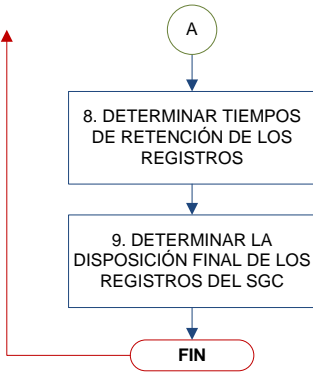 A
8. DETERMINAR TIEMPOS
DE RETENCIÓN DE LOS
REGISTROS
9. DETERMINAR LA
DISPOSICIÓN FINAL DE LOS
REGISTROS DEL SGC
FIN